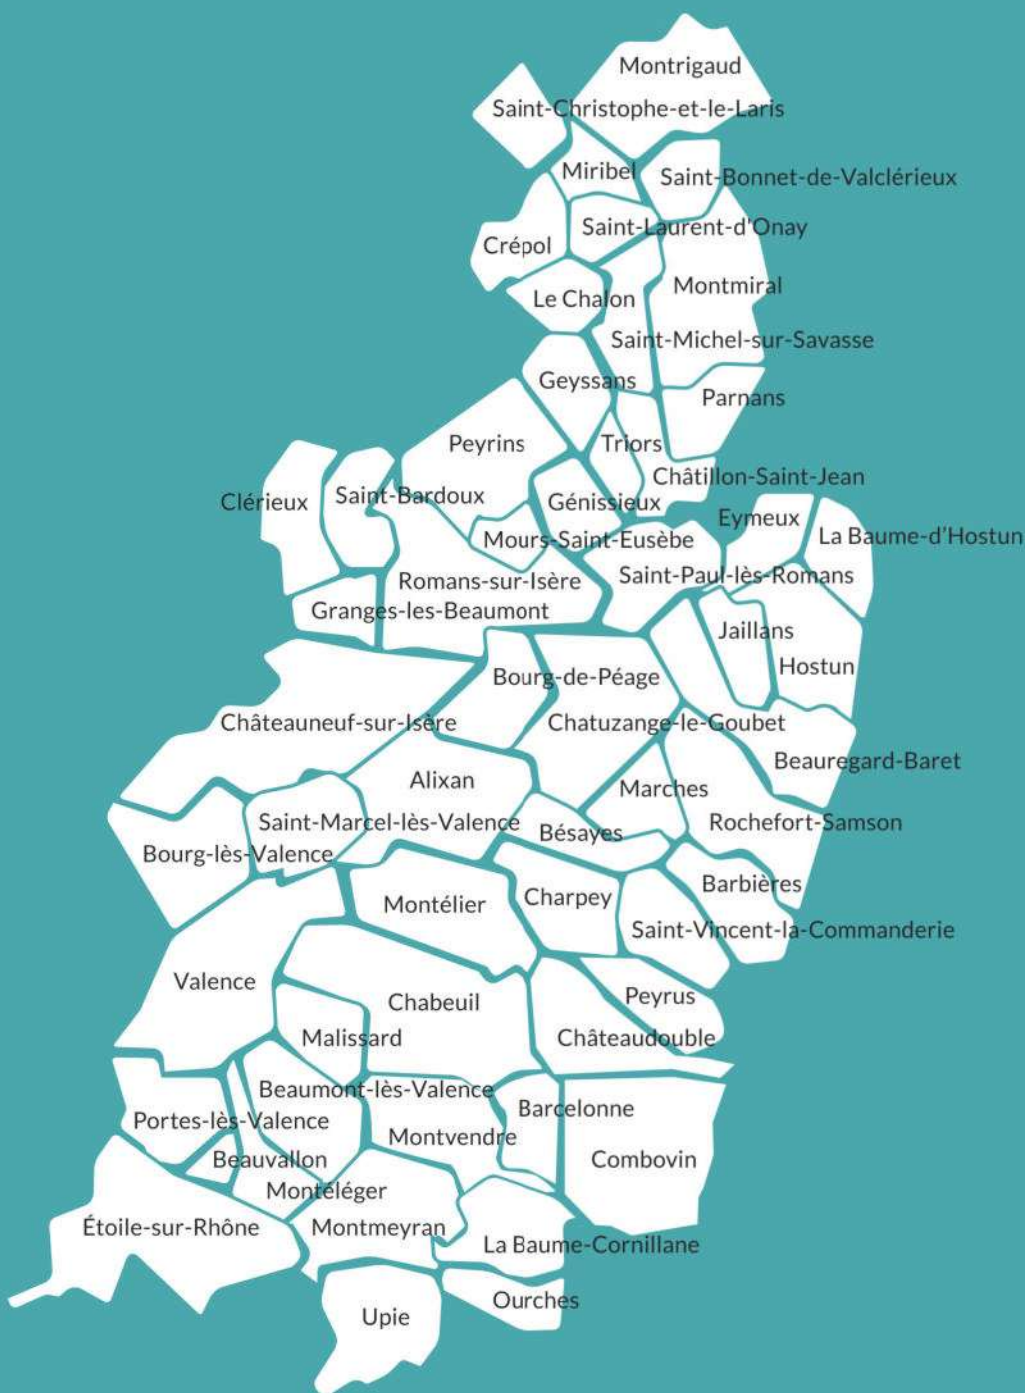 Montrigaud
Saint-Christophe-et-le-Laris
Miribel
Saint-Bonnet-de-Valclérieux
Saint-Laurent-d'Onay
Crépol
Montmiral
Le Chalon
Saint-Michel-sur-Savasse
Geyssans
Parnans
Peyrins
Triors
Châtillon-Saint-Jean
Clérieux
Saint-Bardoux
Génissieux
Eymeux
La Baume-d'Hostun
Mours-Saint-Eusèbe
Saint-Paul-lès-Romans
Romans-sur-Isère
Granges-les-Beaumont
Jaillans
Hostun
Bourg-de-Péage
Châteauneuf-sur-Isère
Chatuzange-le-Goubet
Beauregard-Baret
Alixan
Marches
Saint-Marcel-lès-Valence
Bésayes
Rochefort-Samson
Bourg-lès-Valence
Barbières
Montélier
Charpey
Saint-Vincent-la-Commanderie
Valence
Chabeuil
Peyrus
Malissard
Châteaudouble
Beaumont-lès-Valence
Barcelonne
Portes-lès-Valence
Montvendre
Beauvallon
Combovin
Montéléger
Étoile-sur-Rhône
Montmeyran
La Baume-Cornillane
Ourches
Upie